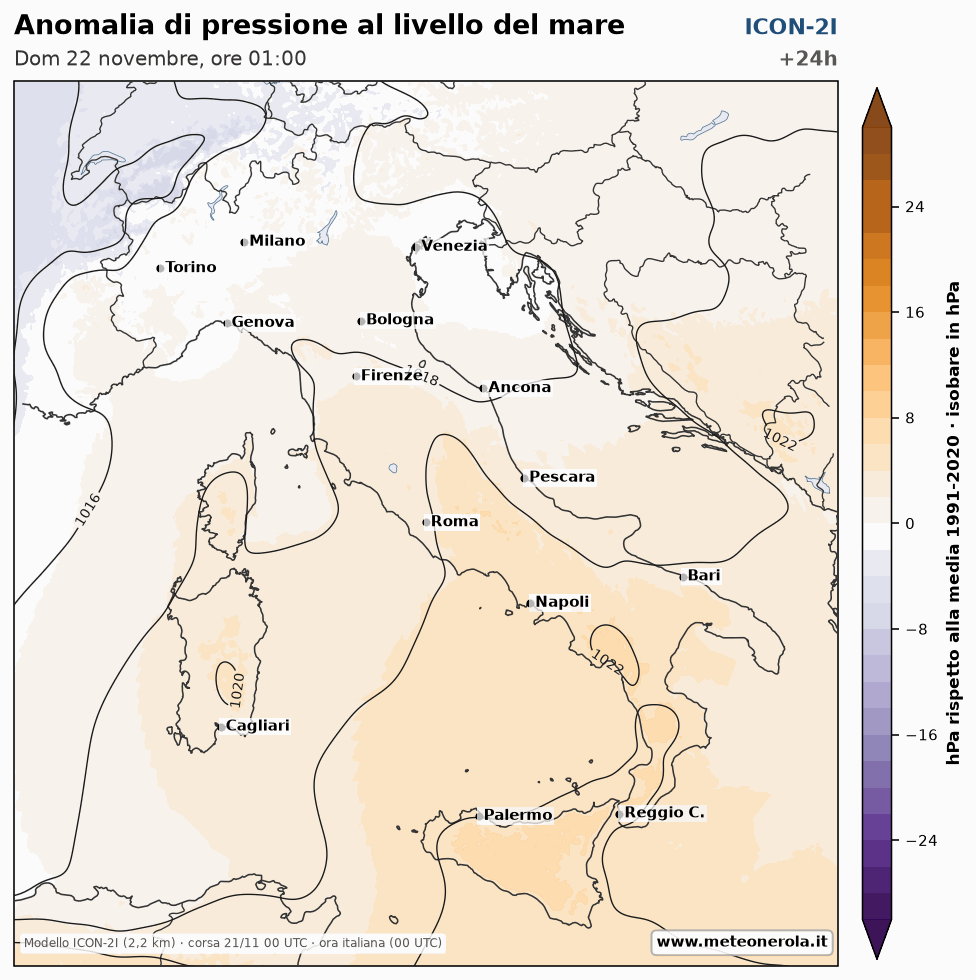 Anomalia di pressione al livello del mare
ICON-2I
Dom 22 novembre, ore 01:00
+24h
Milano
Venezia
Torino
Genova
Bologna
Firenze
1018
Ancona
1022
Pescara
1016
Roma
Bari
Napoli
1022
1020
Cagliari
Palermo
Reggio C.
24
16
8
0
−8
−16
−24
hPa rispetto alla media 1991-2020 · isobare in hPa
Modello ICON-2I (2,2 km) · corsa 21/11 00 UTC · ora italiana (00 UTC)
www.meteonerola.it